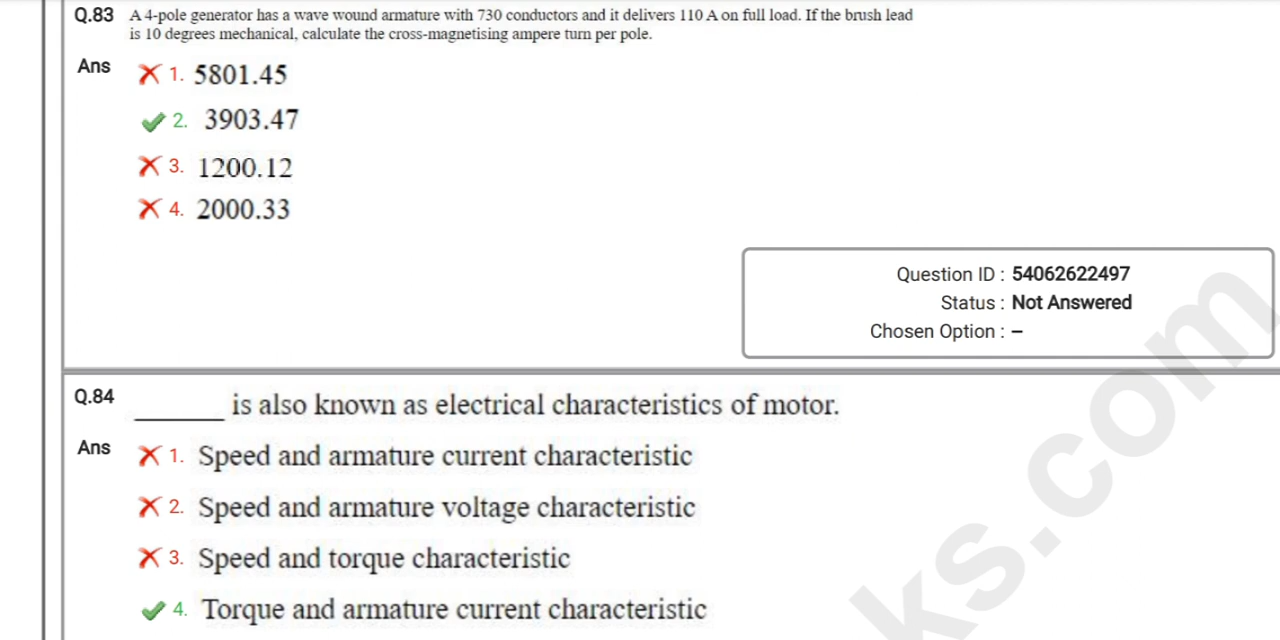 Q.83 A 4-pole generator has a wave wound armature with 730 conductors and it delivers 110 A on full load. If the brush lead
is 10 degrees mechanical, calculate the cross-magnetising ampere turn per pole.
Ans 1. 5801.45
2. 3903.47
3. 1200.12
4. 2000.33
Question ID : 54062622497
Status : Not Answered
Chosen Option : –
Q.84 ______ is also known as electrical characteristics of motor.
Ans 1. Speed and armature current characteristic
2. Speed and armature voltage characteristic
3. Speed and torque characteristic
4. Torque and armature current characteristic
ks.com